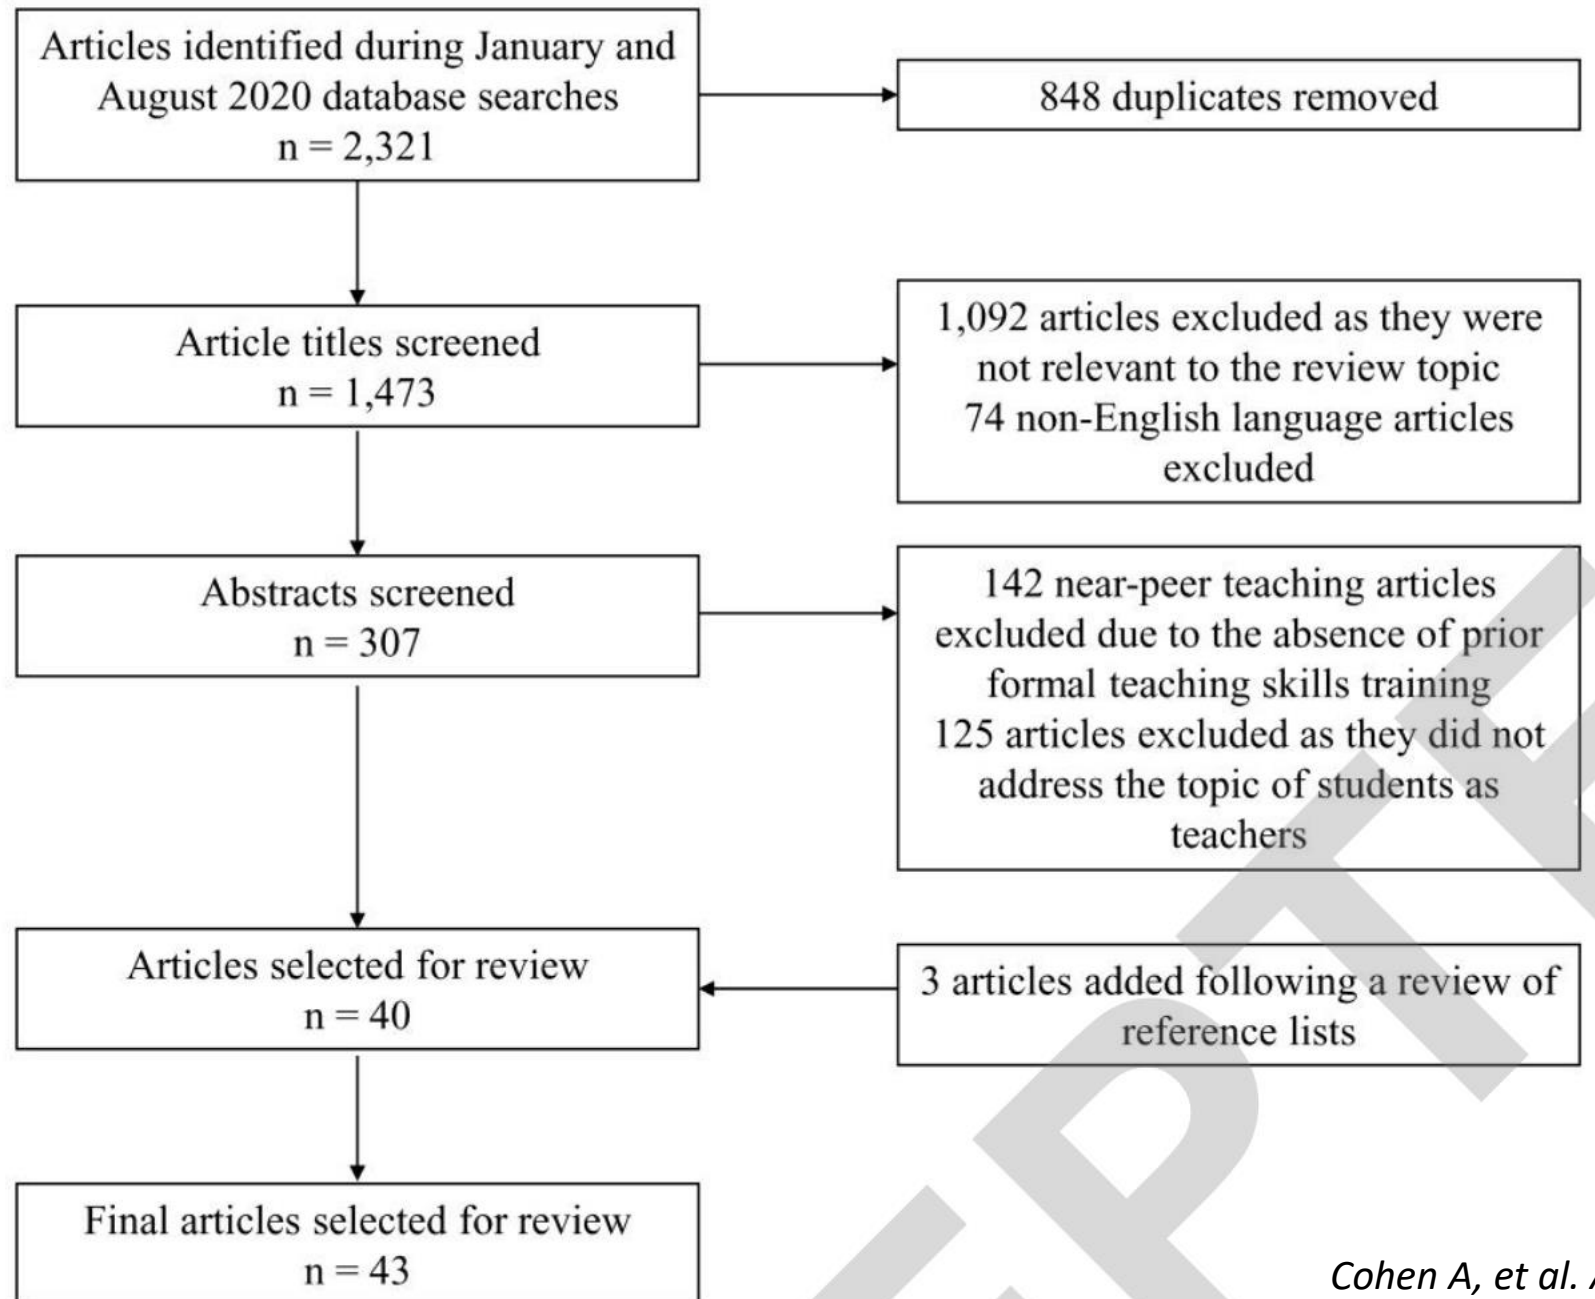 Articles identified during January and
August 2020 database searches
n = 2,321
848 duplicates removed
Article titles screened
n = 1,473
1,092 articles excluded as they were
not relevant to the review topic
74 non-English language articles
excluded
Abstracts screened
n = 307
142 near-peer teaching articles
excluded due to the absence of prior
formal teaching skills training
125 articles excluded as they did not
address the topic of students as
teachers
Articles selected for review
n = 40
3 articles added following a review of
reference lists
Final articles selected for review
n = 43
Cohen A, et al.